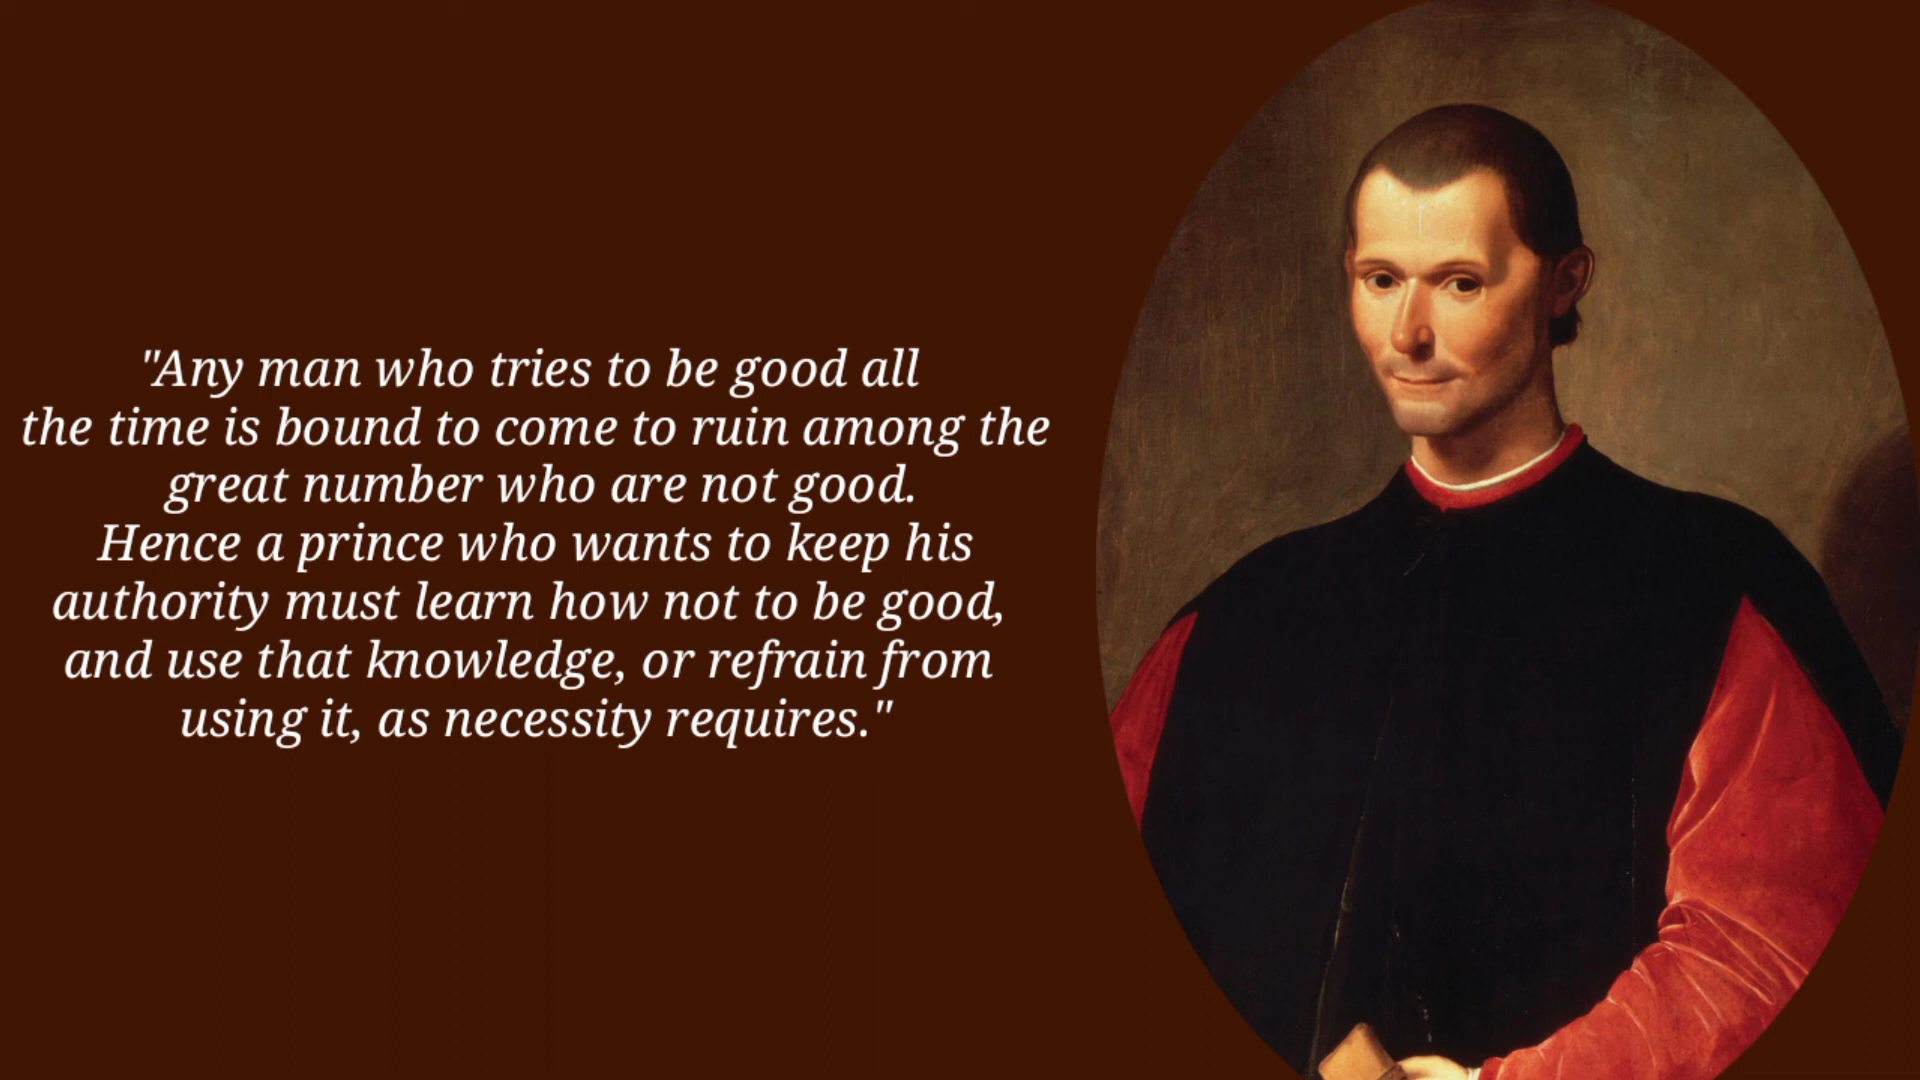 "Any man who tries to be good all
the time is bound to come to ruin among the
great number who are not good.
Hence a prince who wants to keep his
authority must learn how not to be good,
and use that knowledge, or refrain from
using it, as necessity requires."